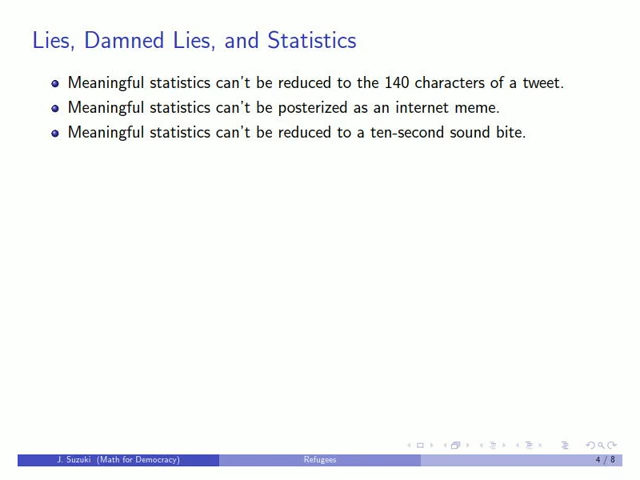 Lies, Damned Lies, and Statistics
Meaningful statistics can't be reduced to the 140 characters of a tweet.
Meaningful statistics can't be posterized as an internet meme.
Meaningful statistics can't be reduced to a ten-second sound bite.
J. Suzuki (Math for Democracy) Refugees 4 / 8